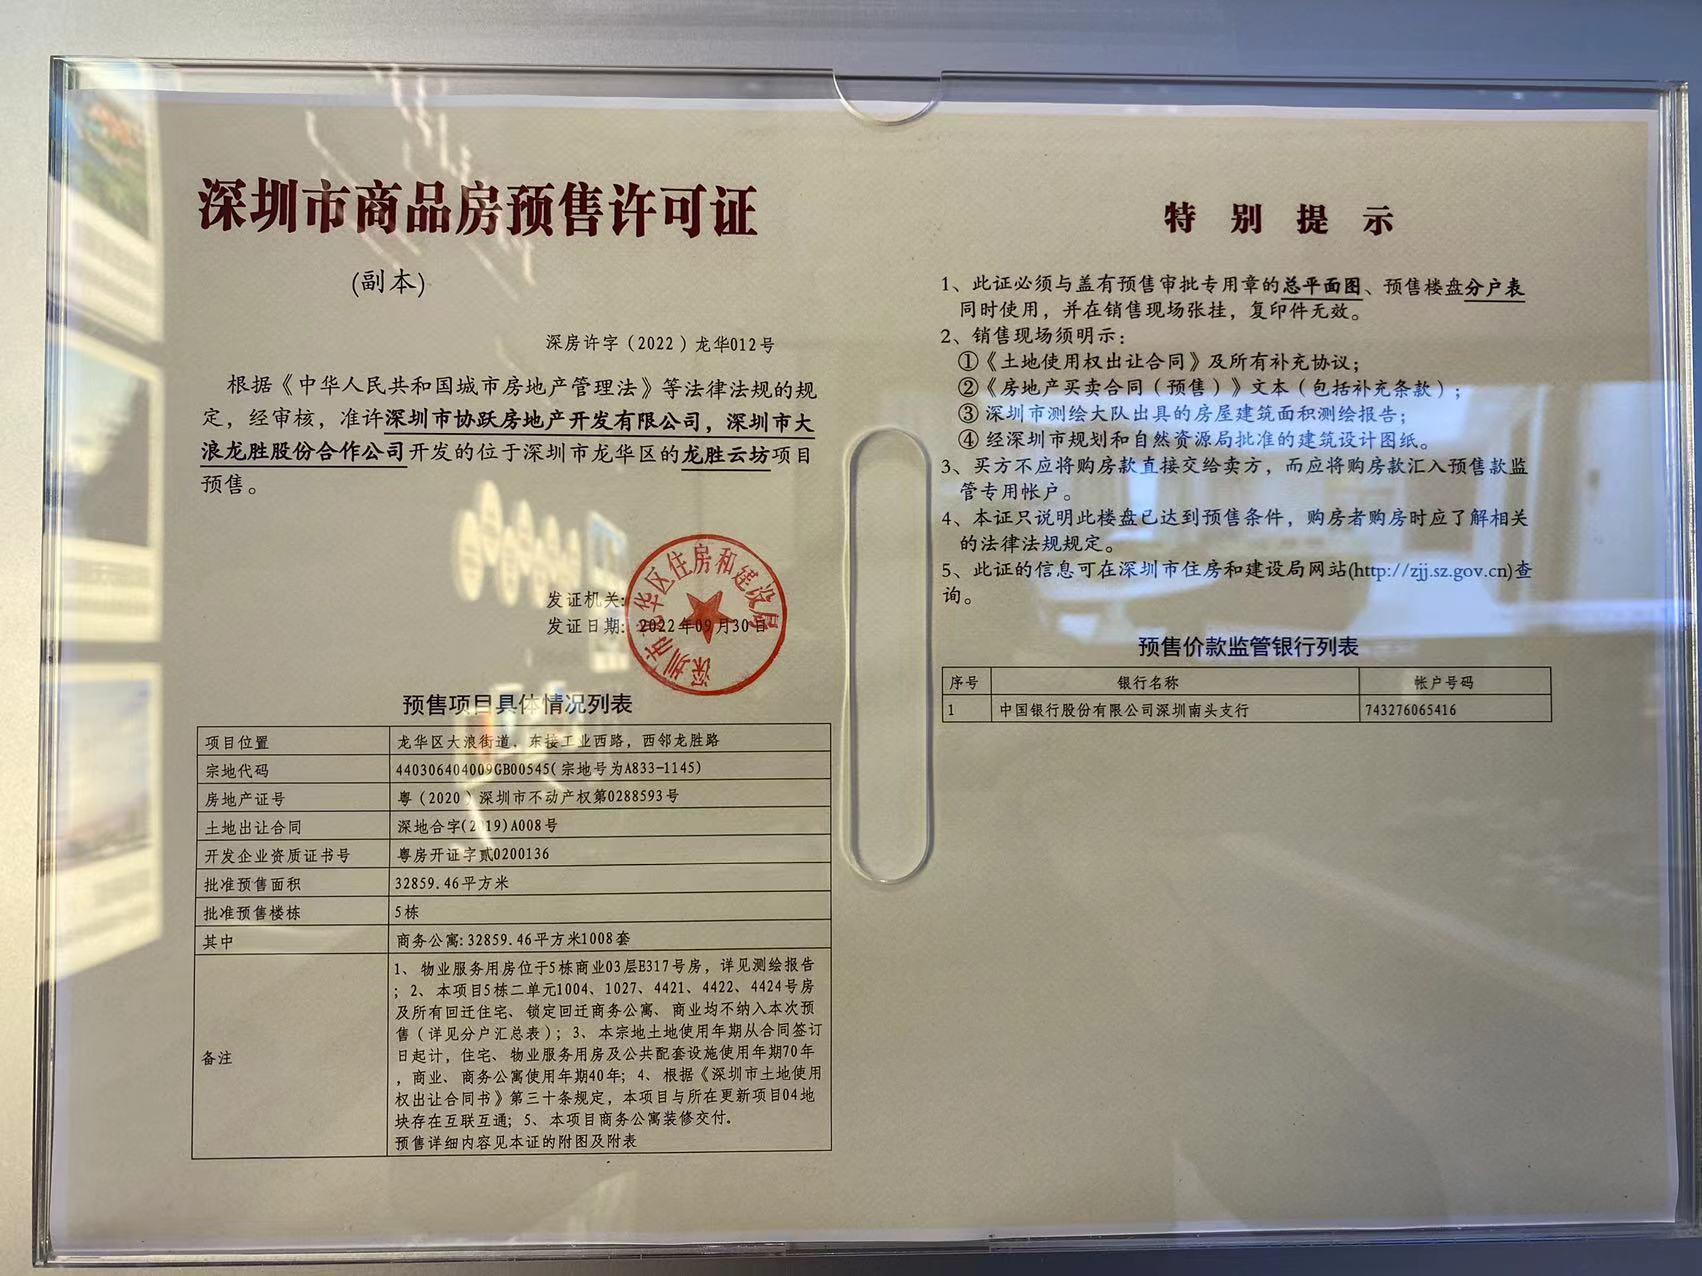 深圳市商品房预售许可证
(副本)
深房许字（2022）龙华012号
根据《中华人民共和国城市房地产管理法》等法律法规的规
定，经审核，准许深圳市协跃房地产开发有限公司，深圳市大
浪龙胜股份合作公司开发的位于深圳市龙华区的龙胜云坊项目
预售。
发证机关:
发证日期: 2022年09月30日
深圳市龙华区住房和建设局
预售项目具体情况列表
项目位置 龙华区大浪街道，东接工业西路，西邻龙胜路
宗地代码 440306404009GB00545(宗地号为A833-1145)
房地产证号 粤（2020）深圳市不动产权第0288593号
土地出让合同 深地合字(2019)A008号
开发企业资质证书号 粤房开证字贰0200136
批准预售面积 32859.46平方米
批准预售楼栋 5栋
其中 商务公寓:32859.46平方米1008套
备注
1、物业服务用房位于5栋商业03层E317号房，详见测绘报告
；2、本项目5栋二单元1004、1027、4421、4422、4424号房
及所有回迁住宅、锁定回迁商务公寓、商业均不纳入本次预
售（详见分户汇总表）；3、本宗地土地使用年期从合同签订
日起计，住宅、物业服务用房及公共配套设施使用年期70年
，商业、商务公寓使用年期40年；4、根据《深圳市土地使用
权出让合同书》第三十条规定，本项目与所在更新项目04地
块存在互联互通；5、本项目商务公寓装修交付。
预售详细内容见本证的附图及附表
特别提示
1、此证必须与盖有预售审批专用章的总平面图、预售楼盘分户表
同时使用，并在销售现场张挂，复印件无效。
2、销售现场须明示：
①《土地使用权出让合同》及所有补充协议；
②《房地产买卖合同（预售）》文本（包括补充条款）；
③ 深圳市测绘大队出具的房屋建筑面积测绘报告；
④ 经深圳市规划和自然资源局批准的建筑设计图纸。
3、买方不应将购房款直接交给卖方，而应将购房款汇入预售款监
管专用帐户。
4、本证只说明此楼盘已达到预售条件，购房者购房时应了解相关
的法律法规规定。
5、此证的信息可在深圳市住房和建设局网站(http://zjj.sz.gov.cn)查
询。
预售价款监管银行列表
序号 银行名称 帐户号码
1 中国银行股份有限公司深圳南头支行 743276065416